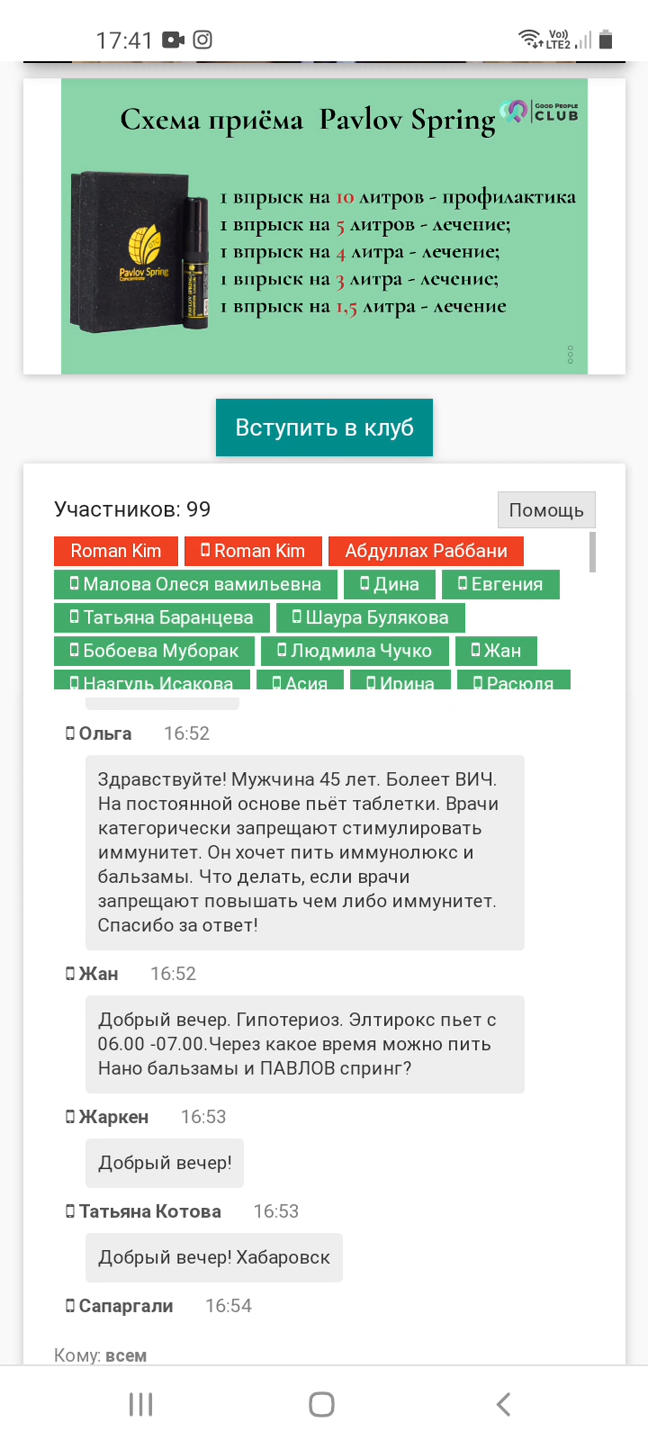 17:41
Vo))
LTE2
Схема приёма Pavlov Spring
GOOD PEOPLE
CLUB
1 впрыск на 10 литров - профилактика
1 впрыск на 5 литров - лечение;
1 впрыск на 4 литра - лечение;
1 впрыск на 3 литра - лечение;
1 впрыск на 1,5 литра - лечение
Pavlov Spring
Concentrate
Вступить в клуб
Участников: 99
Помощь
Roman Kim Roman Kim Абдуллах Раббани
Малова Олеся вамильевна Дина Евгения
Татьяна Баранцева Шаура Булякова
Бобоева Муборак Людмила Чучко Жан
Назгуль Исакова Асия Ирина Расюля
Ольга 16:52
Здравствуйте! Мужчина 45 лет. Болеет ВИЧ.
На постоянной основе пьёт таблетки. Врачи
категорически запрещают стимулировать
иммунитет. Он хочет пить иммунолюкс и
бальзамы. Что делать, если врачи
запрещают повышать чем либо иммунитет.
Спасибо за ответ!
Жан 16:52
Добрый вечер. Гипотериоз. Элтирокс пьет с
06.00 -07.00.Через какое время можно пить
Нано бальзамы и ПАВЛОВ спринг?
Жаркен 16:53
Добрый вечер!
Татьяна Котова 16:53
Добрый вечер! Хабаровск
Сапаргали 16:54
Кому: всем